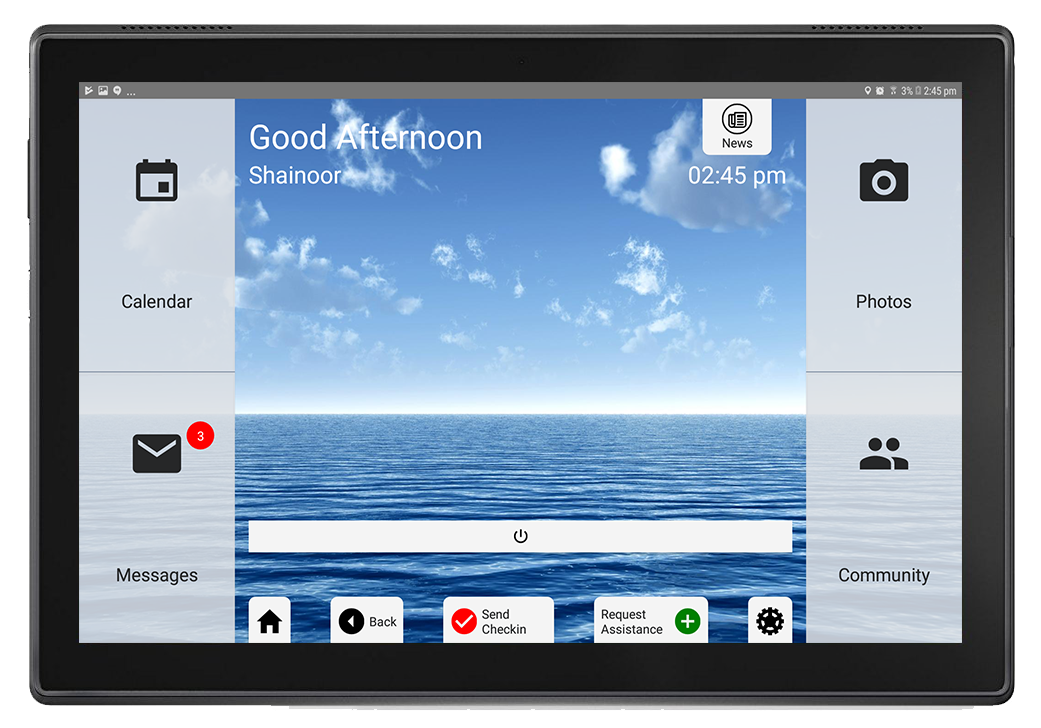 ... 3% 2:45 pm
Good Afternoon
News
Shainoor
02:45 pm
Calendar
Photos
3
Messages
Community
Back
Send
Checkin
Request
Assistance